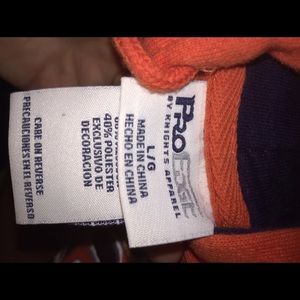 PROEDGE
BY KNIGHTS APPAREL
L/G
MADE IN CHINA
HECHO EN CHINA
40% POLIESTER
EXCLUSIVO DE
DECORACION
CARE ON REVERSE
PRECAUCIONES EN EL REVERSO